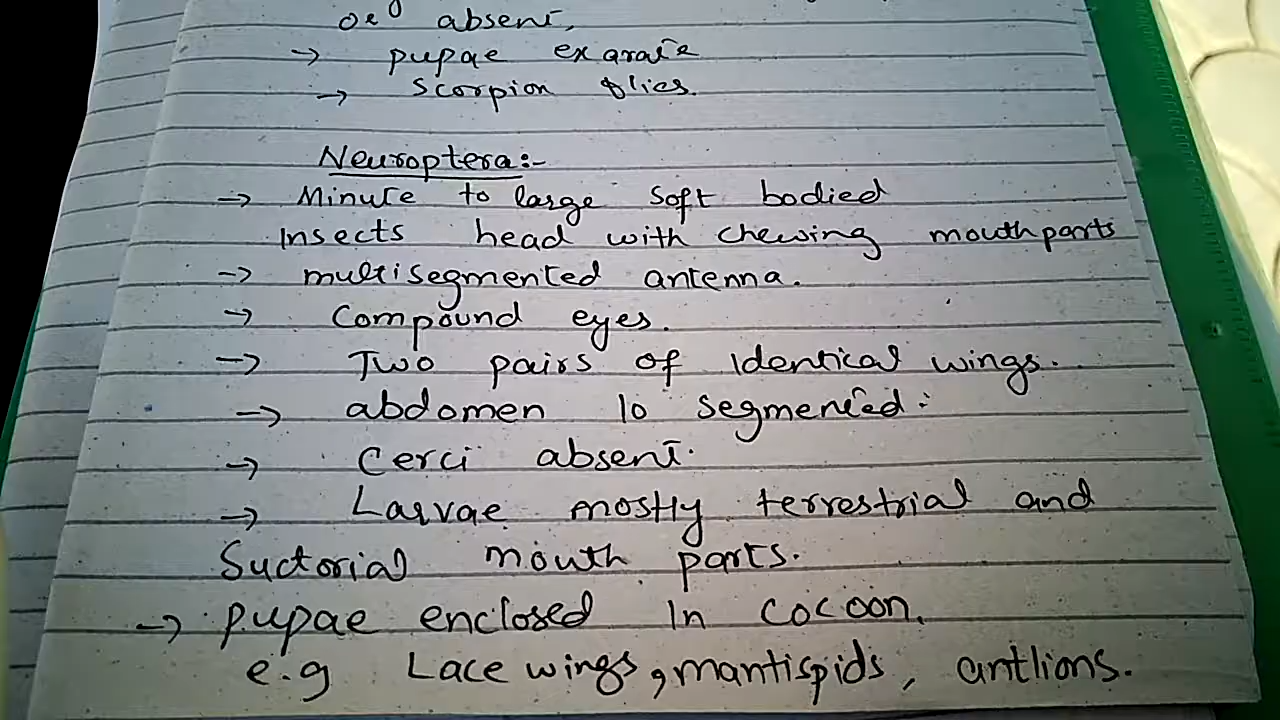 or absent,
→ pupae exarate
→ Scorpion flies.
Neuroptera:-
→ Minute to large soft bodied
Insects head with chewing mouthparts
→ multisegmented antenna.
→ Compound eyes.
→ Two pairs of Identical wings.
→ abdomen 10 segmented.
→ Cerci absent.
→ Larvae mostly terrestrial and
Suctorial mouth parts.
→ pupae enclosed In cocoon.
e.g Lace wings, mantispids, antlions.